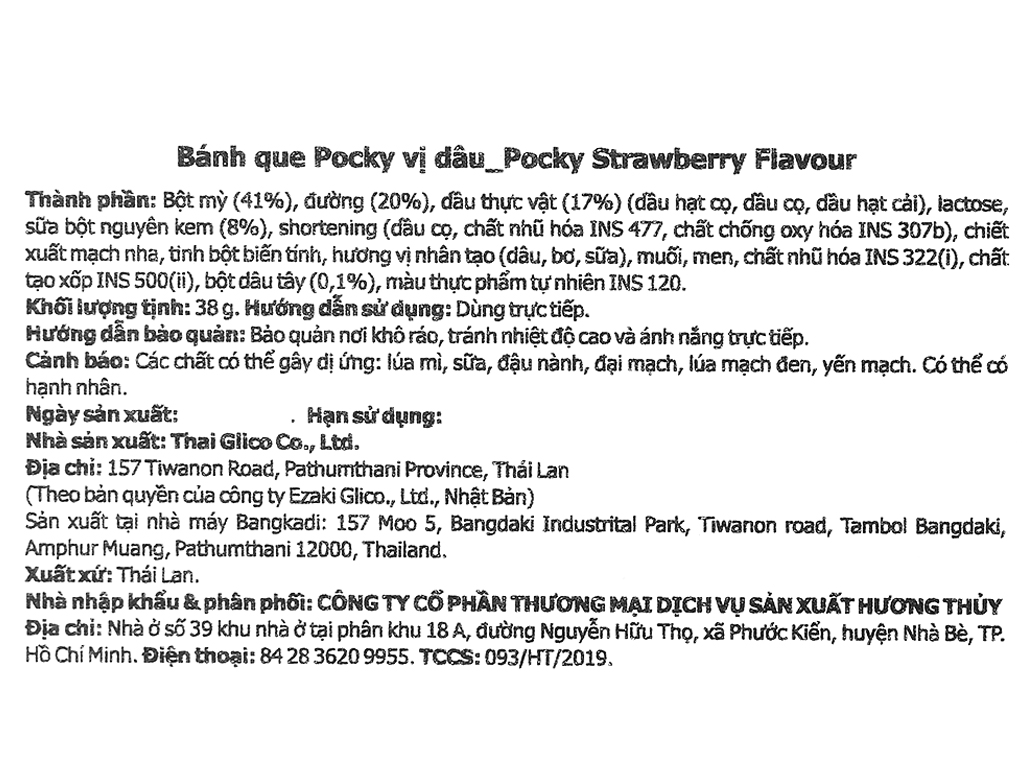 Bánh que Pocky vị dâu_Pocky Strawberry Flavour
Thành phần: Bột mỳ (41%), đường (20%), dầu thực vật (17%) (dầu hạt cọ, dầu cọ, dầu hạt cải), lactose,
sữa bột nguyên kem (8%), shortening (dầu cọ, chất nhũ hóa INS 477, chất chống oxy hóa INS 307b), chiết
xuất mạch nha, tinh bột biến tính, hương vị nhân tạo (dâu, bơ, sữa), muối, men, chất nhũ hóa INS 322(i), chất
tạo xốp INS 500(ii), bột dâu tây (0,1%), màu thực phẩm tự nhiên INS 120.
Khối lượng tịnh: 38 g. Hướng dẫn sử dụng: Dùng trực tiếp.
Hướng dẫn bảo quản: Bảo quản nơi khô ráo, tránh nhiệt độ cao và ánh nắng trực tiếp.
Cảnh báo: Các chất có thể gây dị ứng: lúa mì, sữa, đậu nành, đại mạch, lúa mạch đen, yến mạch. Có thể có
hạnh nhân.
Ngày sản xuất: . Hạn sử dụng:
Nhà sản xuất: Thai Glico Co., Ltd.
Địa chỉ: 157 Tiwanon Road, Pathumthani Province, Thái Lan
(Theo bản quyền của công ty Ezaki Glico., Ltd., Nhật Bản)
Sản xuất tại nhà máy Bangkadi: 157 Moo 5, Bangdaki Industrital Park, Tiwanon road, Tambol Bangdaki,
Amphur Muang, Pathumthani 12000, Thailand.
Xuất xứ: Thái Lan.
Nhà nhập khẩu & phân phối: CÔNG TY CỔ PHẦN THƯƠNG MẠI DỊCH VỤ SẢN XUẤT HƯƠNG THỦY
Địa chỉ: Nhà ở số 39 khu nhà ở tại phân khu 18 A, đường Nguyễn Hữu Thọ, xã Phước Kiển, huyện Nhà Bè, TP.
Hồ Chí Minh. Điện thoại: 84 28 3620 9955. TCCS: 093/HT/2019.